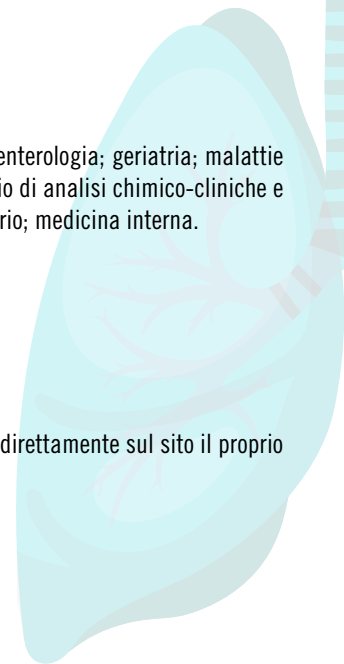 enterologia; geriatria; malattie
io di analisi chimico-cliniche e
rio; medicina interna.
direttamente sul sito il proprio